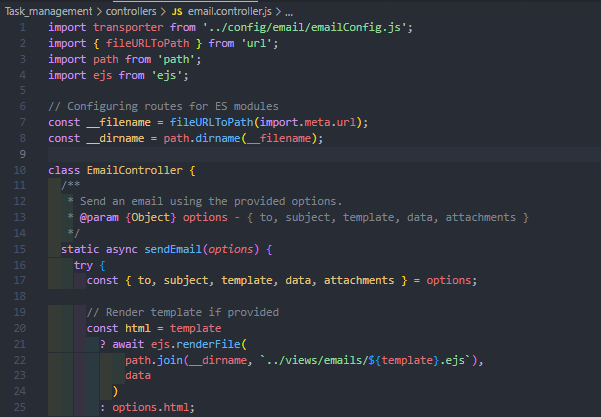 Task_management > controllers > JS email.controller.js > ...
1 import transporter from '../config/email/emailConfig.js';
2 import { fileURLToPath } from 'url';
3 import path from 'path';
4 import ejs from 'ejs';
5
6 // Configuring routes for ES modules
7 const __filename = fileURLToPath(import.meta.url);
8 const __dirname = path.dirname(__filename);
9
10 class EmailController {
11   /**
12    * Send an email using the provided options.
13    * @param {Object} options - { to, subject, template, data, attachments }
14    */
15   static async sendEmail(options) {
16     try {
17       const { to, subject, template, data, attachments } = options;
18
19       // Render template if provided
20       const html = template
21         ? await ejs.renderFile(
22             path.join(__dirname, `../views/emails/${template}.ejs`),
23             data
24           )
25         : options.html;